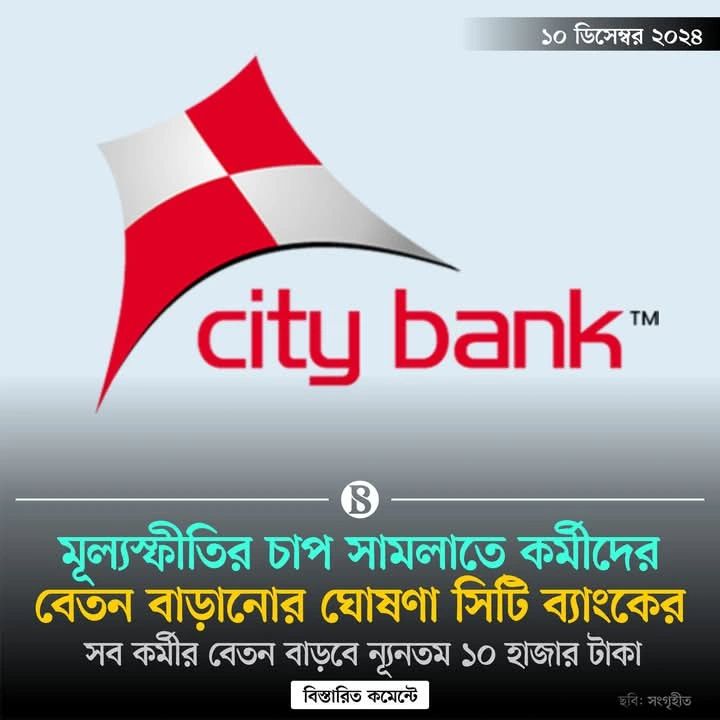 ১০ ডিসেম্বর ২০২৪
city bank™
মূল্যস্ফীতির চাপ সামলাতে কর্মীদের
বেতন বাড়ানোর ঘোষণা সিটি ব্যাংকের
সব কর্মীর বেতন বাড়বে ন্যূনতম ১০ হাজার টাকা
বিস্তারিত কমেন্টে
ছবি: সংগৃহীত